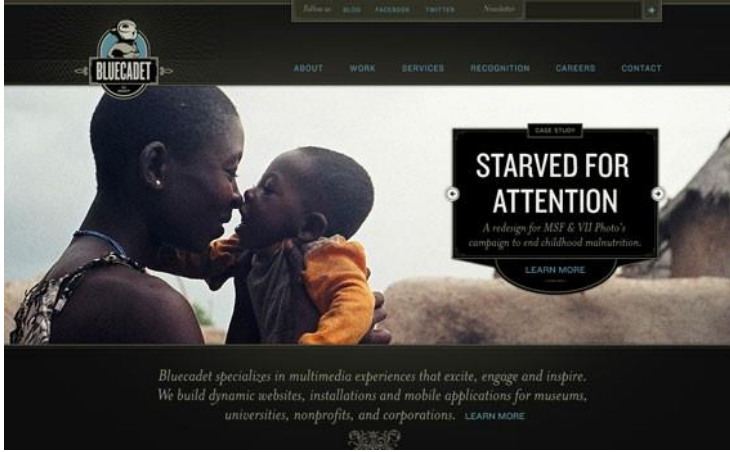 Follow us BLOG FACEBOOK TWITTER Newsletter
BLUECADET
ABOUT WORK SERVICES RECOGNITION CAREERS CONTACT
CASE STUDY
STARVED FOR
ATTENTION
A redesign for MSF & VII Photo's
campaign to end childhood malnutrition.
LEARN MORE
Bluecadet specializes in multimedia experiences that excite, engage and inspire.
We build dynamic websites, installations and mobile applications for museums,
universities, nonprofits, and corporations. LEARN MORE